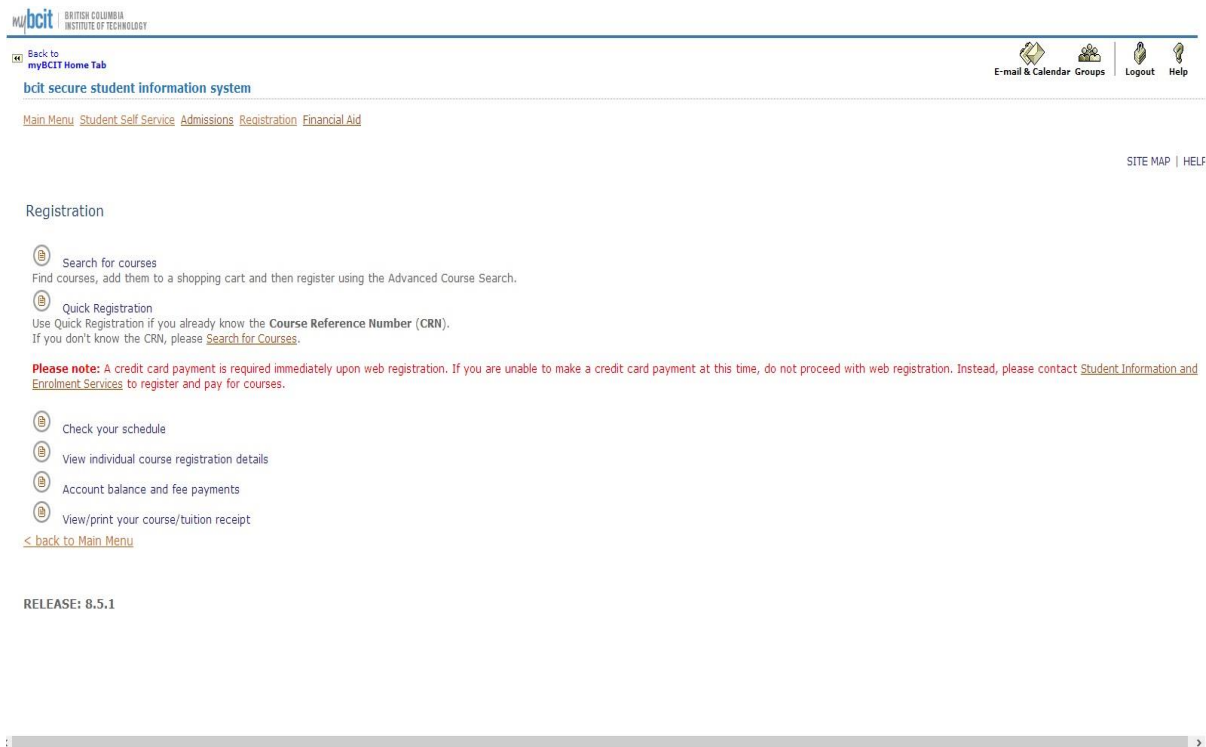 mybcit BRITISH COLUMBIA
INSTITUTE OF TECHNOLOGY
Back to
myBCIT Home Tab
E-mail & Calendar Groups Logout Help
bcit secure student information system
Main Menu Student Self Service Admissions Registration Financial Aid
SITE MAP | HELP
Registration
Search for courses
Find courses, add them to a shopping cart and then register using the Advanced Course Search.
Quick Registration
Use Quick Registration if you already know the Course Reference Number (CRN).
If you don't know the CRN, please Search for Courses.
Please note: A credit card payment is required immediately upon web registration. If you are unable to make a credit card payment at this time, do not proceed with web registration. Instead, please contact Student Information and
Enrolment Services to register and pay for courses.
Check your schedule
View individual course registration details
Account balance and fee payments
View/print your course/tuition receipt
< back to Main Menu
RELEASE: 8.5.1